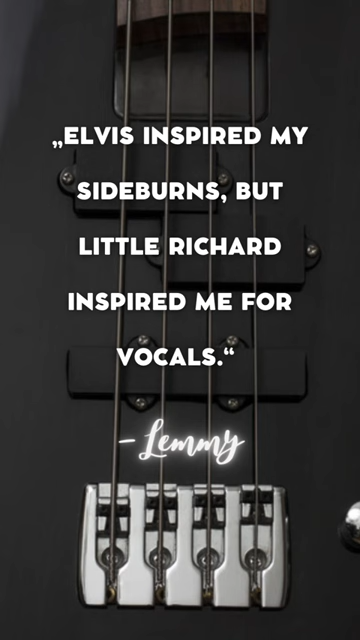 „ELVIS INSPIRED MY
SIDEBURNS, BUT
LITTLE RICHARD
INSPIRED ME FOR
VOCALS.“
– Lemmy